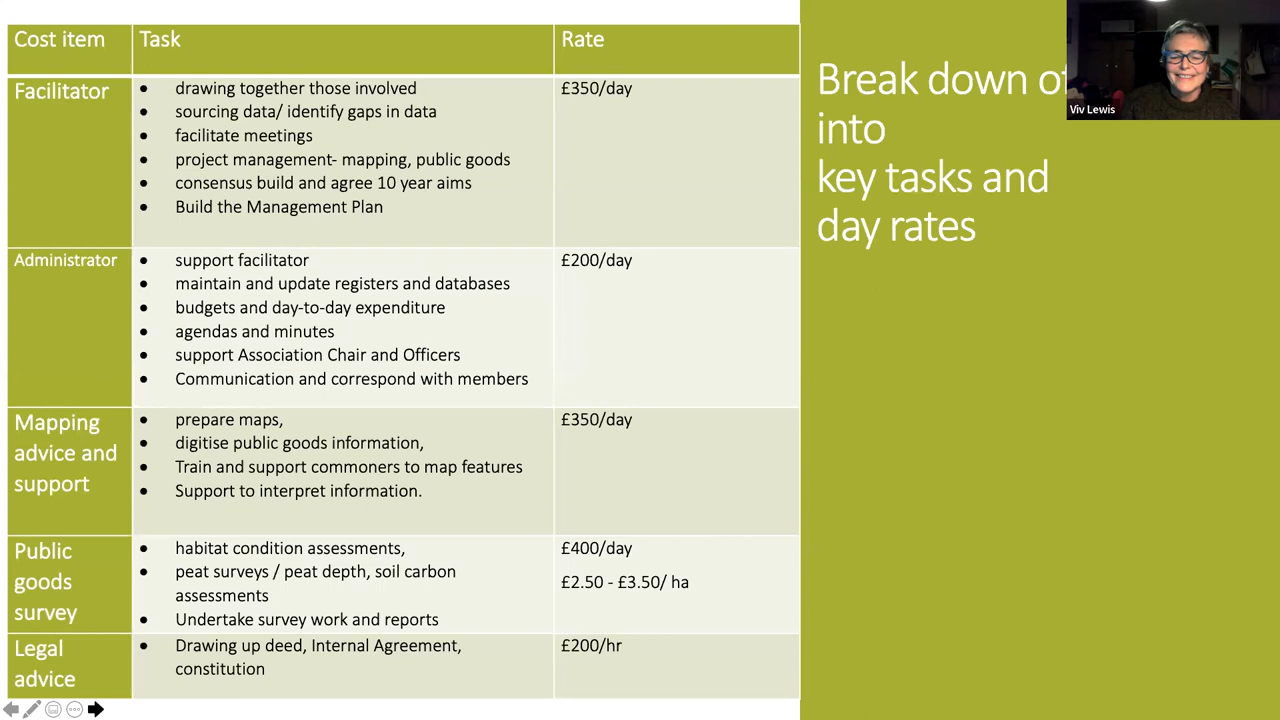 Cost item
Task
Rate
Facilitator
• drawing together those involved
• sourcing data/ identify gaps in data
• facilitate meetings
• project management- mapping, public goods
• consensus build and agree 10 year aims
• Build the Management Plan
£350/day
Administrator
• support facilitator
• maintain and update registers and databases
• budgets and day-to-day expenditure
• agendas and minutes
• support Association Chair and Officers
• Communication and correspond with members
£200/day
Mapping
advice and
support
• prepare maps,
• digitise public goods information,
• Train and support commoners to map features
• Support to interpret information.
£350/day
Public
goods
survey
• habitat condition assessments,
• peat surveys / peat depth, soil carbon
assessments
• Undertake survey work and reports
£400/day
£2.50 - £3.50/ ha
Legal
advice
• Drawing up deed, Internal Agreement,
constitution
£200/hr
Break down of
into
key tasks and
day rates
Viv Lewis